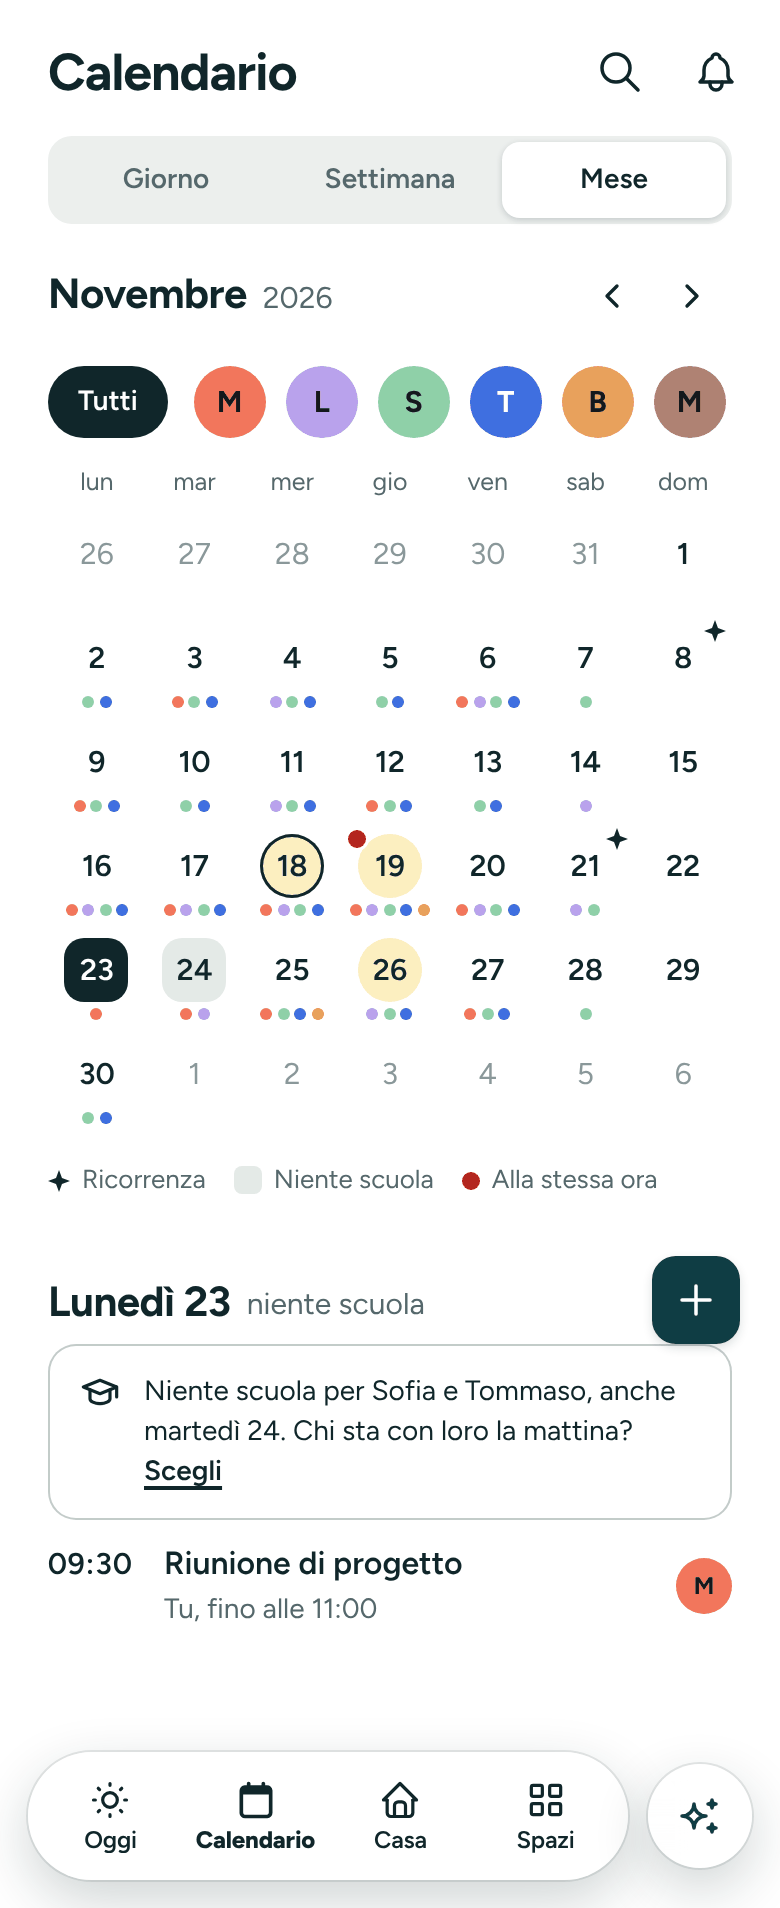 Calendario
Giorno Settimana Mese
Novembre 2026
Tutti M L S T B M
lun mar mer gio ven sab dom
26 27 28 29 30 31 1
2 3 4 5 6 7 8
9 10 11 12 13 14 15
16 17 18 19 20 21 22
23 24 25 26 27 28 29
30 1 2 3 4 5 6
Ricorrenza Niente scuola Alla stessa ora
Lunedì 23 niente scuola
Niente scuola per Sofia e Tommaso, anche
martedì 24. Chi sta con loro la mattina?
Scegli
09:30 Riunione di progetto
M
Tu, fino alle 11:00
Oggi Calendario Casa Spazi